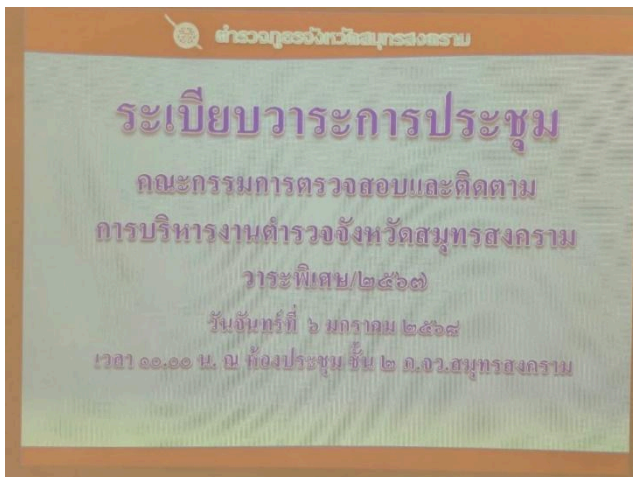 ตำรวจภูธรจังหวัดสมุทรสงคราม
ระเบียบวาระการประชุม
คณะกรรมการตรวจสอบและติดตาม
การบริหารงานตำรวจจังหวัดสมุทรสงคราม
วาระพิเศษ/๒๕๖๗
วันจันทร์ที่ ๖ มกราคม ๒๕๖๘
เวลา ๑๐.๐๐ น. ณ ห้องประชุม ชั้น ๒ ภ.จว.สมุทรสงคราม